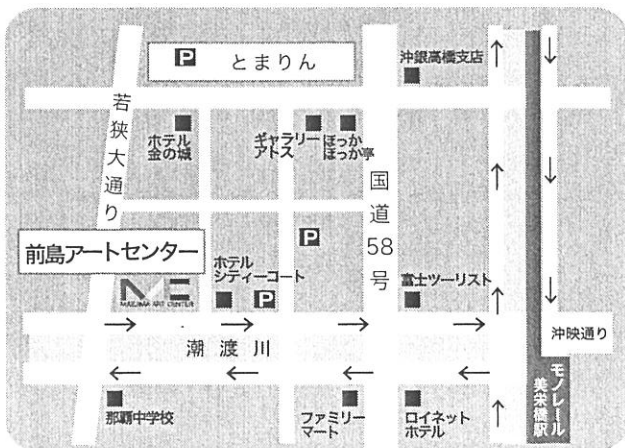 P
とまりん
沖銀高橋支店
若狭大通り
ホテル
金の城
ギャラリー
アトス
ほっか
ほっか亭
国道58号
P
前島アートセンター
MAEJIMA ART CENTER
ホテル
シティーコート
P
富士ツーリスト
沖映通り
潮渡川
モノレール
美栄橋駅
那覇中学校
ファミリー
マート
ロイネット
ホテル